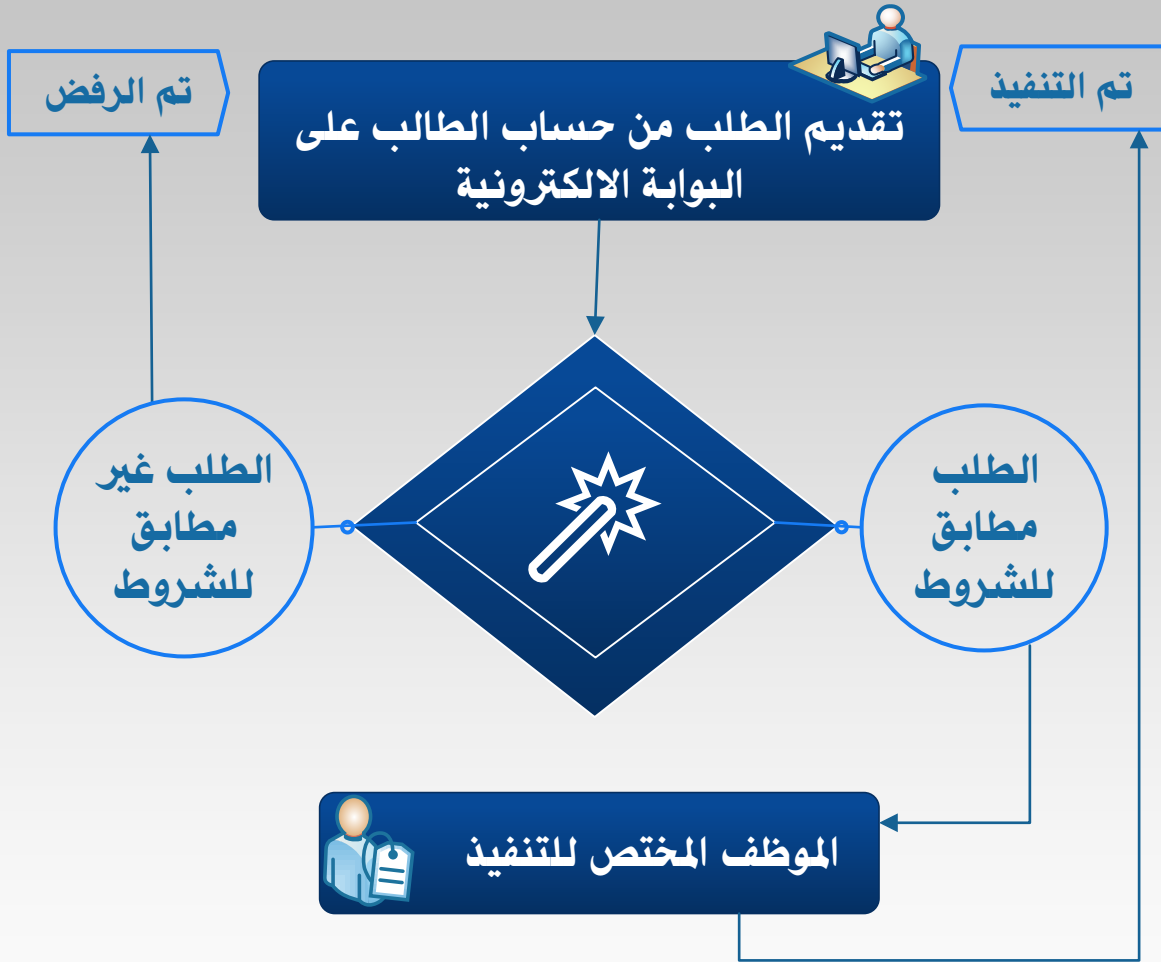 تم التنفيذ
تقديم الطلب من حساب الطالب على
البوابة الالكترونية
تم الرفض
الطلب
مطابق
للشروط
الطلب غير
مطابق
للشروط
الموظف المختص للتنفيذ